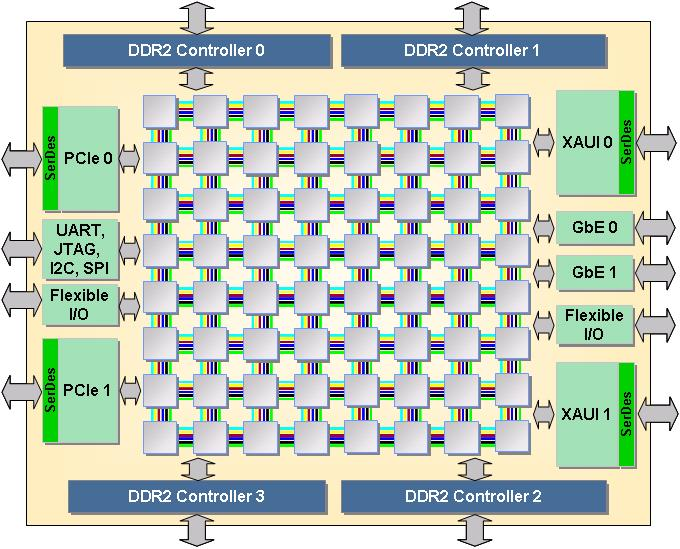 DDR2 Controller 0
DDR2 Controller 1
SerDes
PCIe 0
XAUI 0
SerDes
UART,
JTAG,
I2C, SPI
GbE 0
GbE 1
Flexible
I/O
Flexible
I/O
SerDes
PCIe 1
XAUI 1
SerDes
DDR2 Controller 3
DDR2 Controller 2